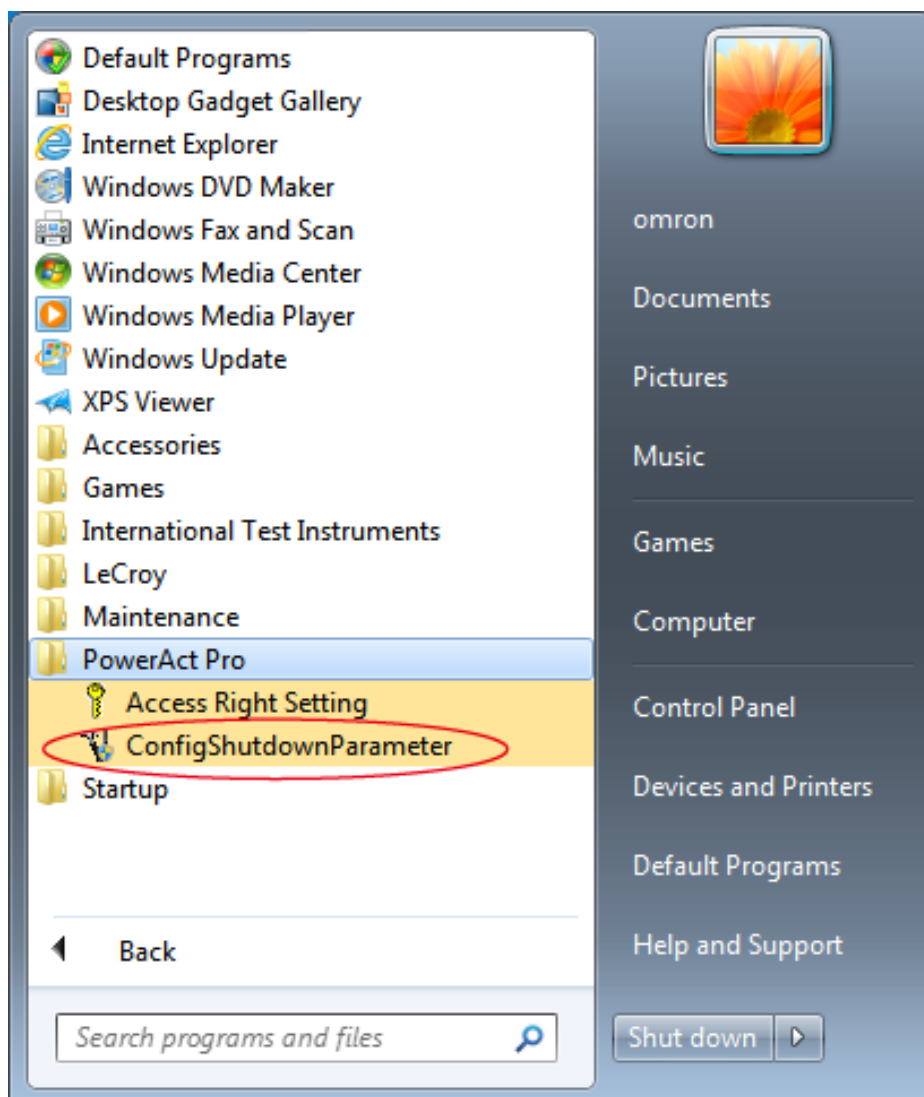 Default Programs
Desktop Gadget Gallery
Internet Explorer
Windows DVD Maker
Windows Fax and Scan
Windows Media Center
Windows Media Player
Windows Update
XPS Viewer
Accessories
Games
International Test Instruments
LeCroy
Maintenance
PowerAct Pro
Access Right Setting
ConfigShutdownParameter
Startup
Back
Search programs and files
omron
Documents
Pictures
Music
Games
Computer
Control Panel
Devices and Printers
Default Programs
Help and Support
Shut down